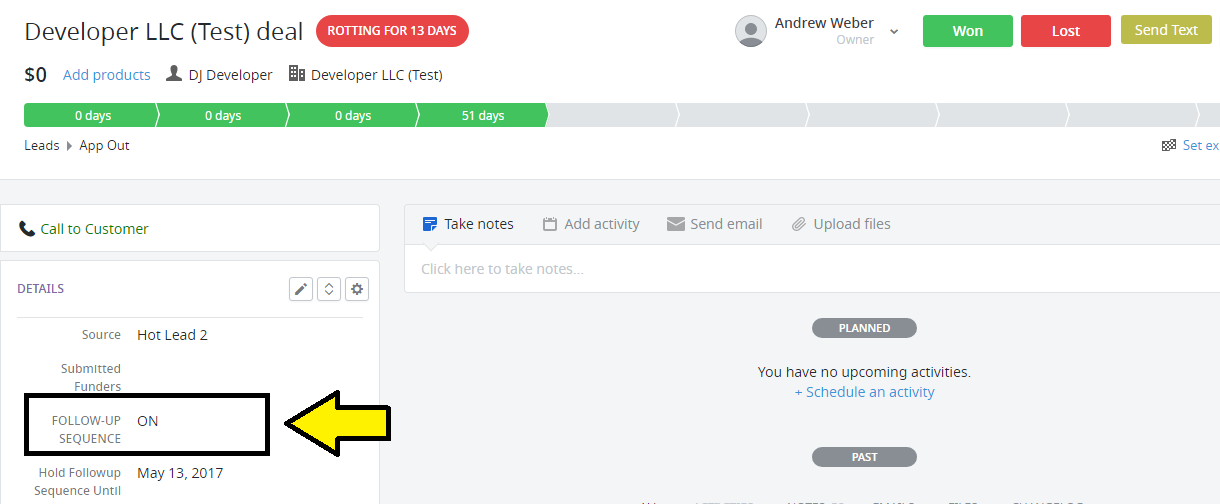 Developer LLC (Test) deal ROTTING FOR 13 DAYS
Andrew Weber
Owner
Won Lost Send Text
$0 Add products DJ Developer Developer LLC (Test)
0 days 0 days 0 days 51 days
Leads App Out
Set ex
Call to Customer
Take notes Add activity Send email Upload files
Click here to take notes...
DETAILS
Source Hot Lead 2
Submitted
Funders
FOLLOW-UP ON
SEQUENCE
Hold Followup May 13, 2017
Sequence Until
PLANNED
You have no upcoming activities.
+ Schedule an activity
PAST